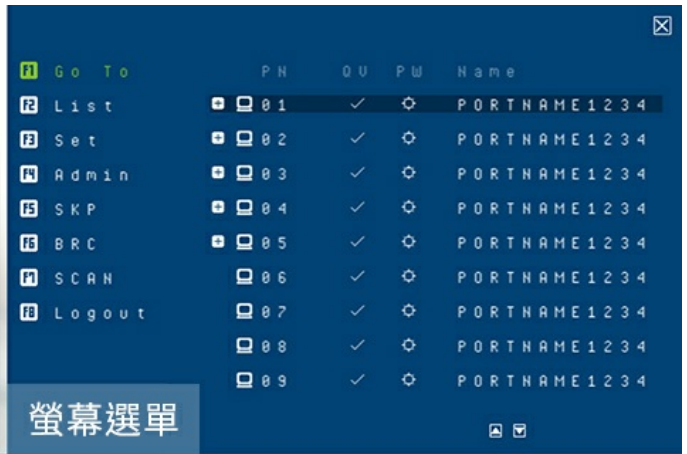 F1 Go To PN QV PW Name
F2 List 01 PORTNAME1234
F3 Set 02 PORTNAME1234
F4 Admin 03 PORTNAME1234
F5 SKP 04 PORTNAME1234
F6 BRC 05 PORTNAME1234
F7 SCAN 06 PORTNAME1234
F8 Logout 07 PORTNAME1234
08 PORTNAME1234
09 PORTNAME1234
螢幕選單